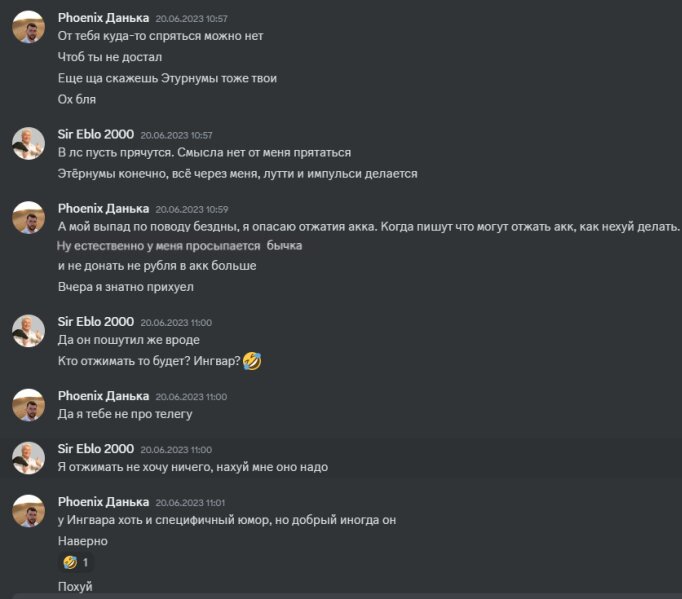 Phoenix Данька 20.06.2023 10:57
От тебя куда-то спряться можно нет
Чтоб ты не достал
Еще ща скажешь Этурнумы тоже твои
Ох бля
Sir Eblo 2000 20.06.2023 10:57
В лс пусть прячутся. Смысла нет от меня прятаться
Этёрнумы конечно, всё через меня, лутти и импульси делается
Phoenix Данька 20.06.2023 10:59
А мой выпад по поводу бездны, я опасаю отжатия акка. Когда пишут что могут отжать акк, как нехуй делать.
Ну естественно у меня просыпается бычка
и не донать не рубля в акк больше
Вчера я знатно прихуел
Sir Eblo 2000 20.06.2023 11:00
Да он пошутил же вроде
Кто отжимать то будет? Ингвар?🤣
Phoenix Данька 20.06.2023 11:00
Да я тебе не про телегу
Sir Eblo 2000 20.06.2023 11:00
Я отжимать не хочу ничего, нахуй мне оно надо
Phoenix Данька 20.06.2023 11:01
у Ингвара хоть и специфичный юмор, но добрый иногда он
Наверно
🤣 1
Похуй